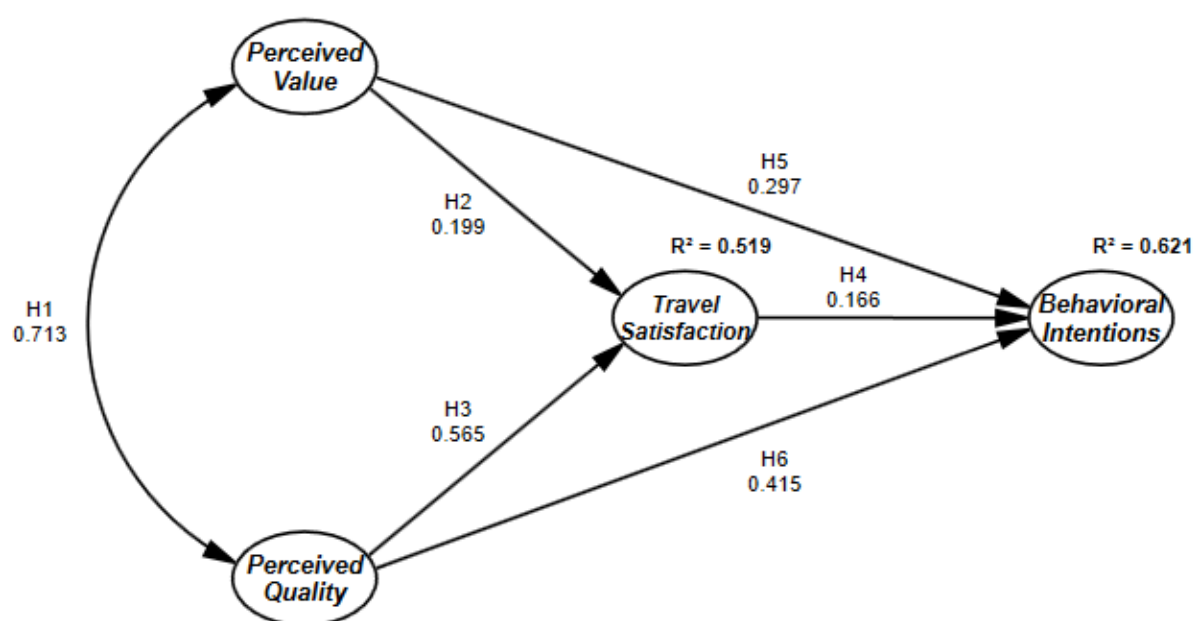 Perceived
Value
H5
0.297
H2
0.199
R² = 0.519
R² = 0.621
H4
0.166
Travel
Satisfaction
Behavioral
Intentions
H1
0.713
H3
0.565
H6
0.415
Perceived
Quality